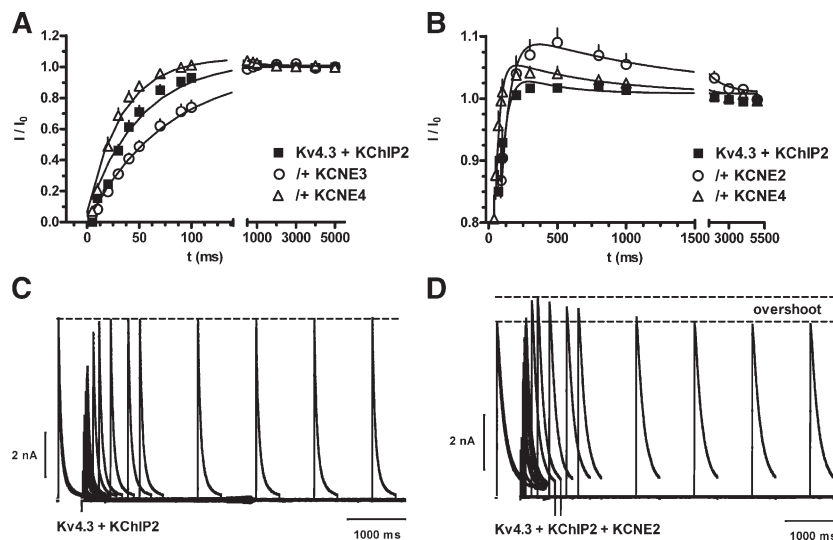 A
1.2
1.0
0.8
0.6
0.4
0.2
0.0
I / I0
0
50
100
1000
3000
5000
t (ms)
Kv4.3 + KChIP2
/+ KCNE3
/+ KCNE4
B
1.1
1.0
0.9
0.8
I / I0
0
500
1000
1500
3000
5500
t (ms)
Kv4.3 + KChIP2
/+ KCNE2
/+ KCNE4
C
2 nA
Kv4.3 + KChIP2
1000 ms
D
overshoot
2 nA
Kv4.3 + KChIP2 + KCNE2
1000 ms